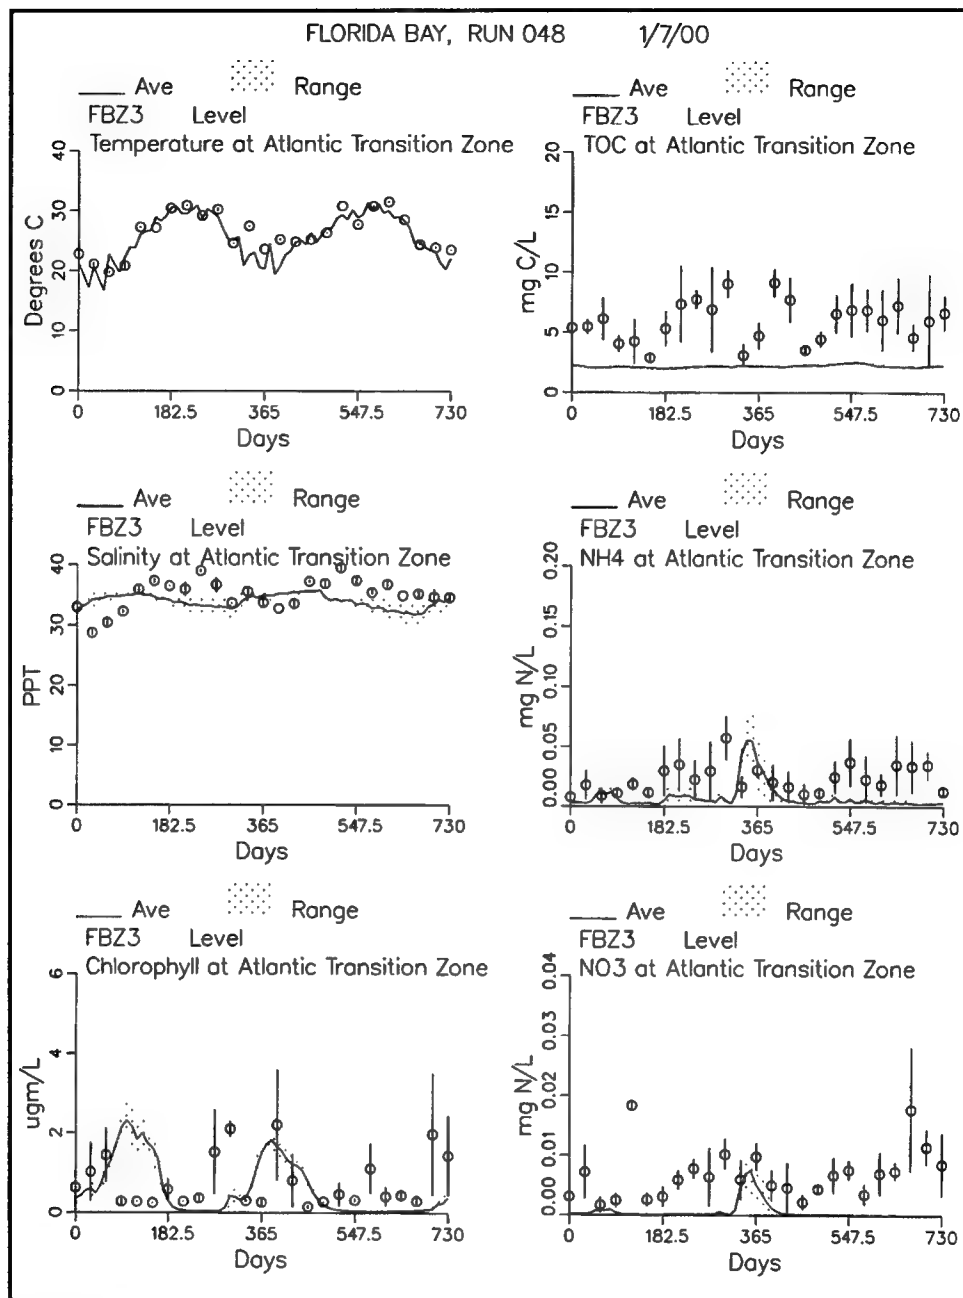 FLORIDA BAY, RUN 048 1/7/00
Ave Range
FBZ3 Level
Temperature at Atlantic Transition Zone
Degrees C
40
30
20
10
0
0 182.5 365 547.5 730
Days
Ave Range
FBZ3 Level
TOC at Atlantic Transition Zone
mg C/L
20
15
10
5
0
0 182.5 365 547.5 730
Days
Ave Range
FBZ3 Level
Salinity at Atlantic Transition Zone
PPT
40
30
20
10
0
0 182.5 365 547.5 730
Days
Ave Range
FBZ3 Level
NH4 at Atlantic Transition Zone
mg N/L
0.20
0.15
0.10
0.05
0.00
0 182.5 365 547.5 730
Days
Ave Range
FBZ3 Level
Chlorophyll at Atlantic Transition Zone
ugm/L
6
4
2
0
0 182.5 365 547.5 730
Days
Ave Range
FBZ3 Level
NO3 at Atlantic Transition Zone
mg N/L
0.04
0.03
0.02
0.01
0.00
0 182.5 365 547.5 730
Days